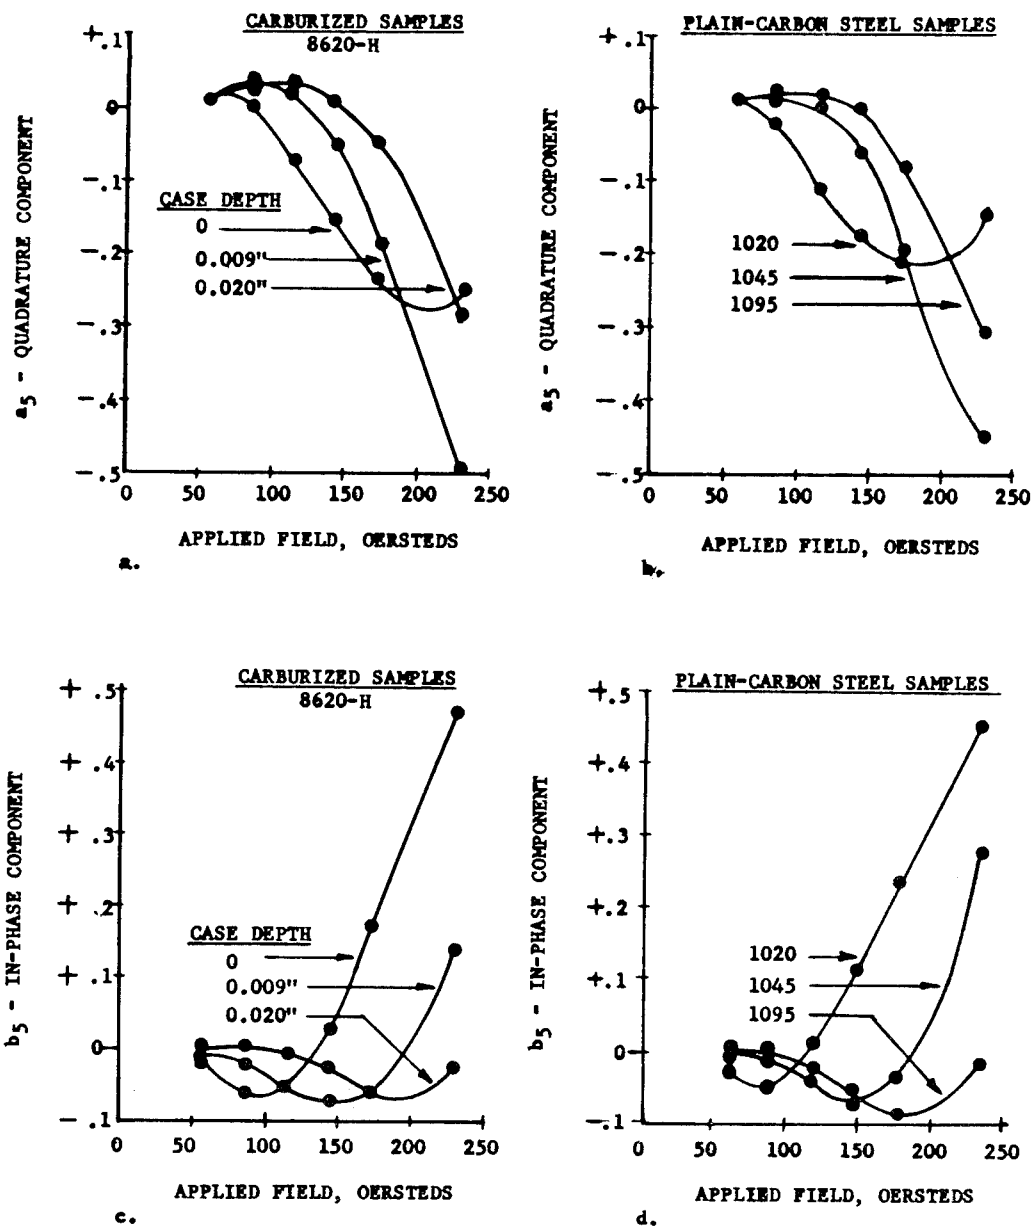 CARBURIZED SAMPLES
8620-H
a5 - QUADRATURE COMPONENT
+.1
0
-.1
-.2
-.3
-.4
-.5
CASE DEPTH
0
0.009"
0.020"
0 50 100 150 200 250
APPLIED FIELD, OERSTEDS
a.
PLAIN-CARBON STEEL SAMPLES
a5 - QUADRATURE COMPONENT
+.1
0
-.1
-.2
-.3
-.4
-.5
1020
1045
1095
0 50 100 150 200 250
APPLIED FIELD, OERSTEDS
b.
CARBURIZED SAMPLES
8620-H
b5 - IN-PHASE COMPONENT
+.5
+.4
+.3
+.2
+.1
0
-.1
CASE DEPTH
0
0.009"
0.020"
0 50 100 150 200 250
APPLIED FIELD, OERSTEDS
c.
PLAIN-CARBON STEEL SAMPLES
b5 - IN-PHASE COMPONENT
+.5
+.4
+.3
+.2
+.1
0
-.1
1020
1045
1095
0 50 100 150 200 250
APPLIED FIELD, OERSTEDS
d.